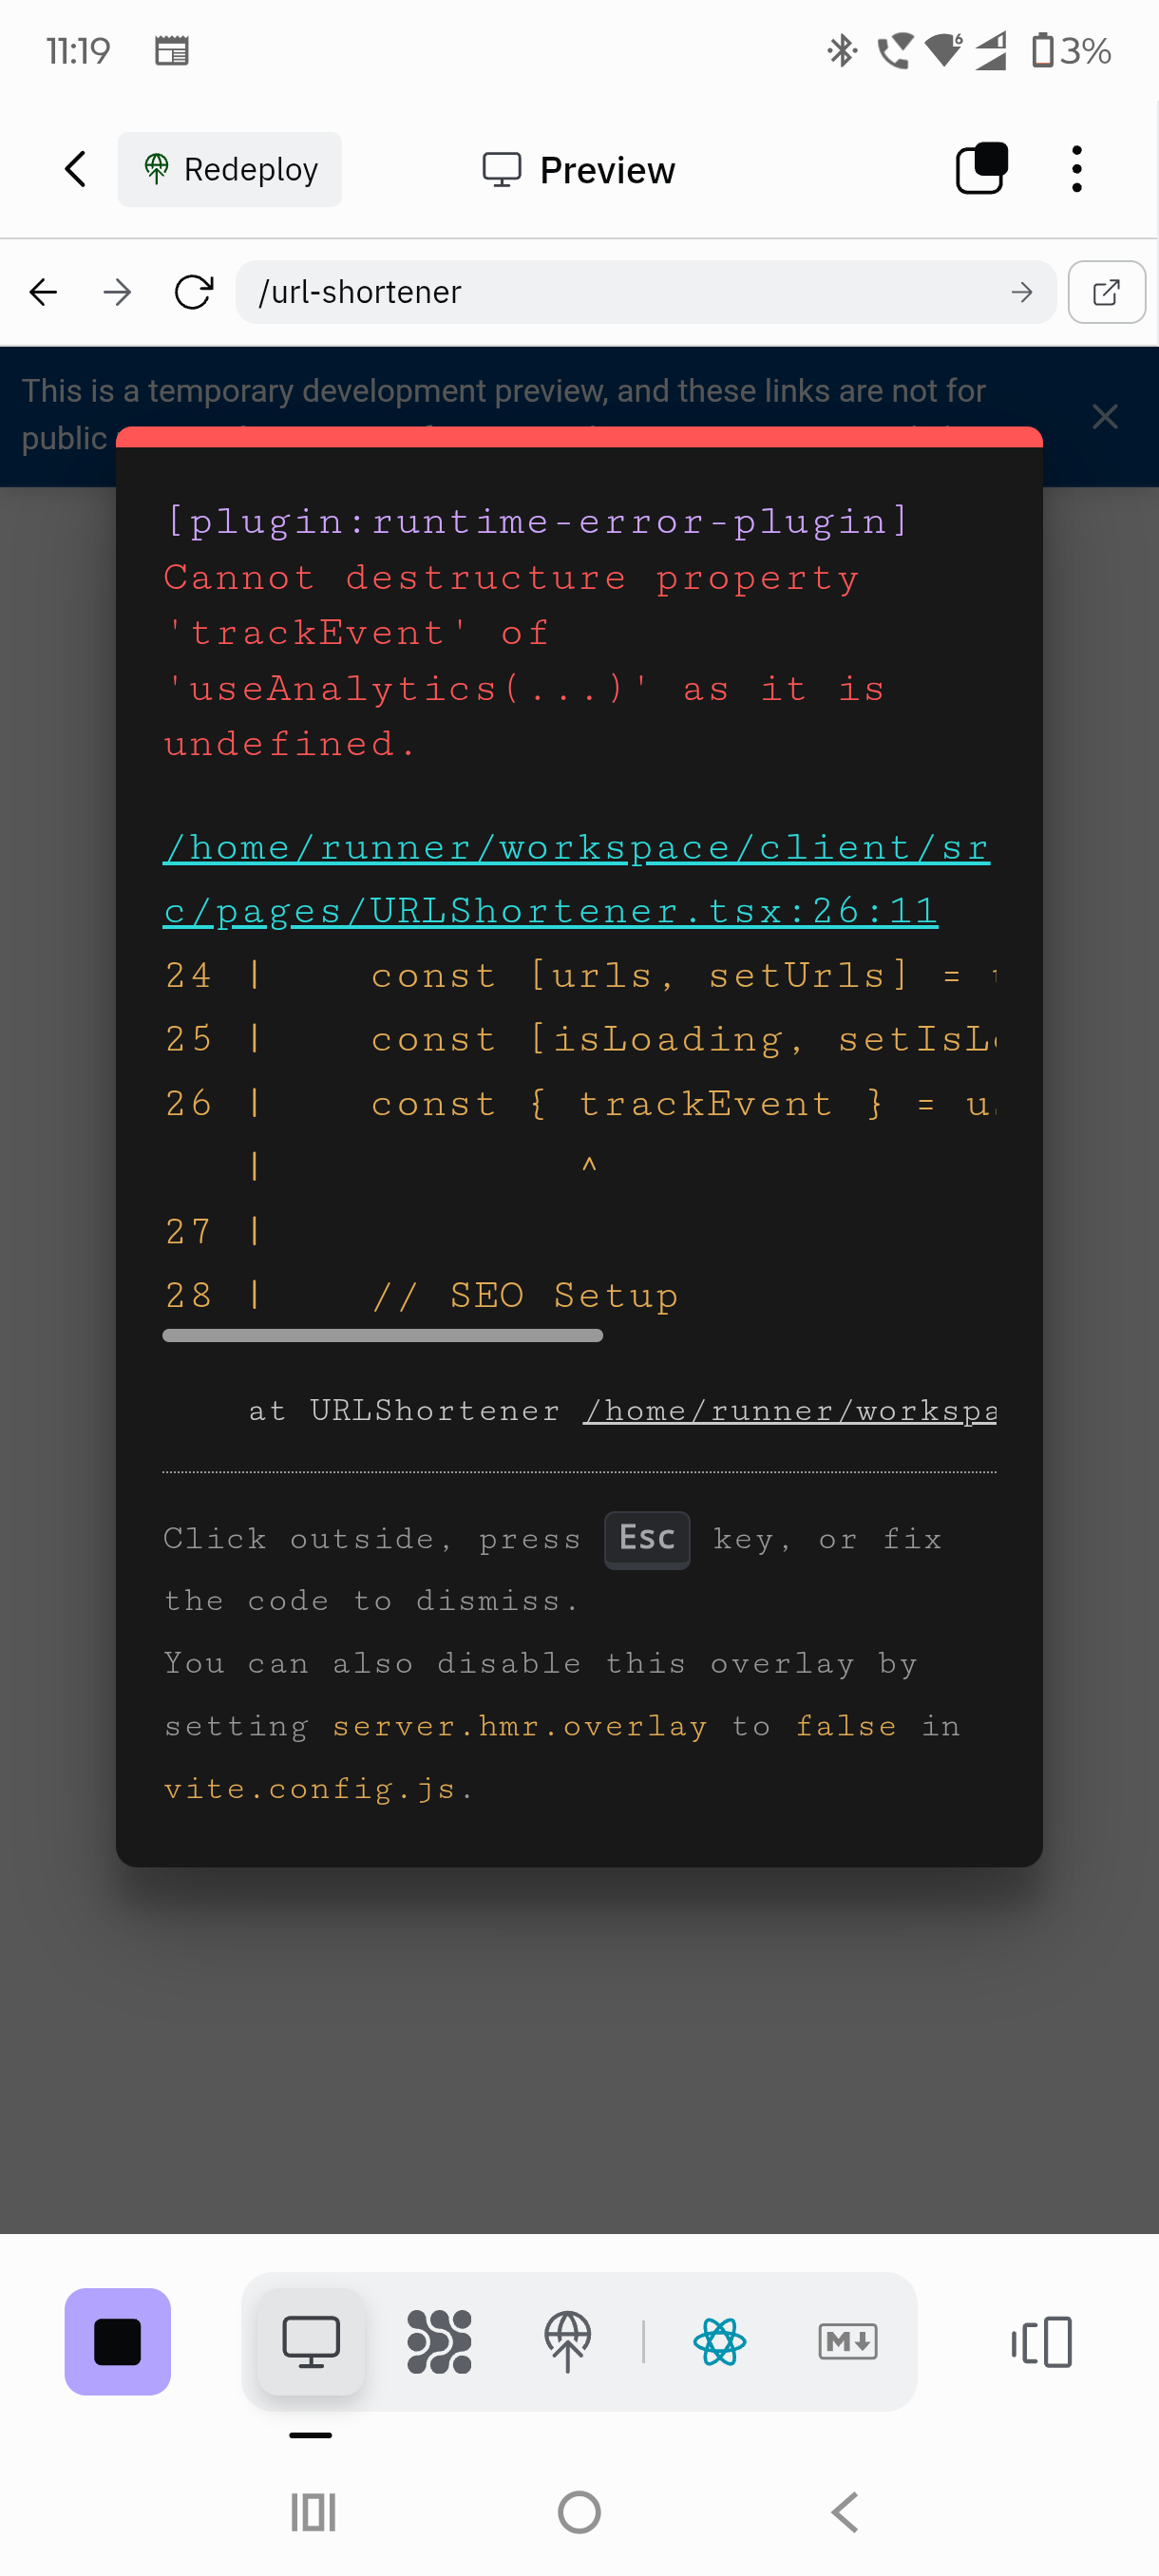 11:19
6
3%
Redeploy
Preview
/url-shortener
This is a temporary development preview, and these links are not for
public
[plugin:runtime-error-plugin]
Cannot destructure property
'trackEvent' of
'useAnalytics(...)' as it is
undefined.
/home/runner/workspace/client/sr
c/pages/URLShortener.tsx:26:11
24 | const [urls, setUrls] =
25 | const [isLoading,
26 | const { trackEvent } =
| ^
27 |
28 | // SEO Setup
at URLShortener /home/runner/workspa
Click outside, press Esc key, or fix
the code to dismiss.
You can also disable this overlay by
setting server.hmr.overlay to false in
vite.config.js.
M